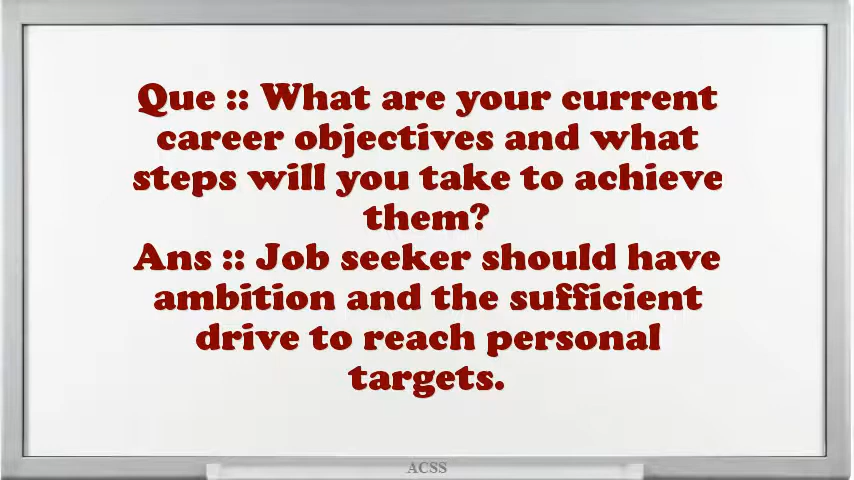 Que :: What are your current
career objectives and what
steps will you take to achieve
them?
Ans :: Job seeker should have
ambition and the sufficient
drive to reach personal
targets.
ACSS